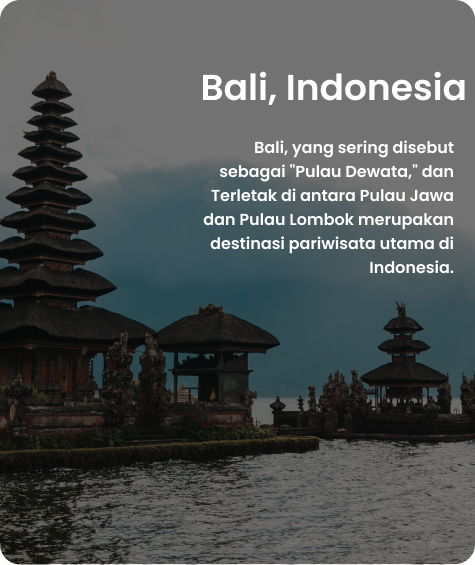 Bali, Indonesia
Bali, yang sering disebut
sebagai "Pulau Dewata," dan
Terletak di antara Pulau Jawa
dan Pulau Lombok merupakan
destinasi pariwisata utama di
Indonesia.